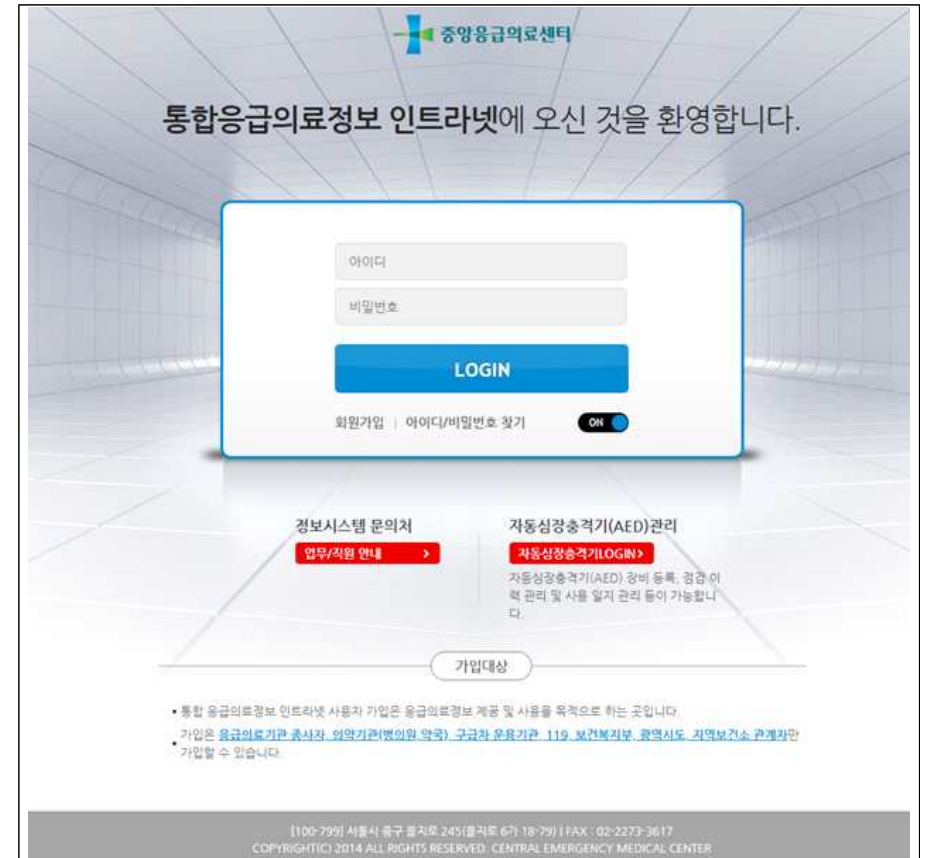 중앙응급의료센터
통합응급의료정보 인트라넷에 오신 것을 환영합니다.
아이디
비밀번호
LOGIN
회원가입 | 아이디/비밀번호 찾기 ON
정보시스템 문의처
업무/직원 안내 >
자동심장충격기(AED)관리
자동심장충격기LOGIN>
자동심장충격기(AED) 장비 등록, 점검 이
력 관리 및 사용 일지 관리 등이 가능합니
다.
가입대상
• 통합 응급의료정보 인트라넷 사용자 가입은 응급의료정보 제공 및 사용을 목적으로 하는 곳입니다.
• 가입은 응급의료기관 종사자, 의약기관(병의원,약국), 구급차 운용기관, 119, 보건복지부, 광역시도, 지역보건소 관계자만
가입할 수 있습니다.
[100-799] 서울시 중구 을지로 245(을지로 6가 18-79) | FAX : 02-2273-3617
COPYRIGHT(C) 2014 ALL RIGHTS RESERVED. CENTRAL EMERGENCY MEDICAL CENTER